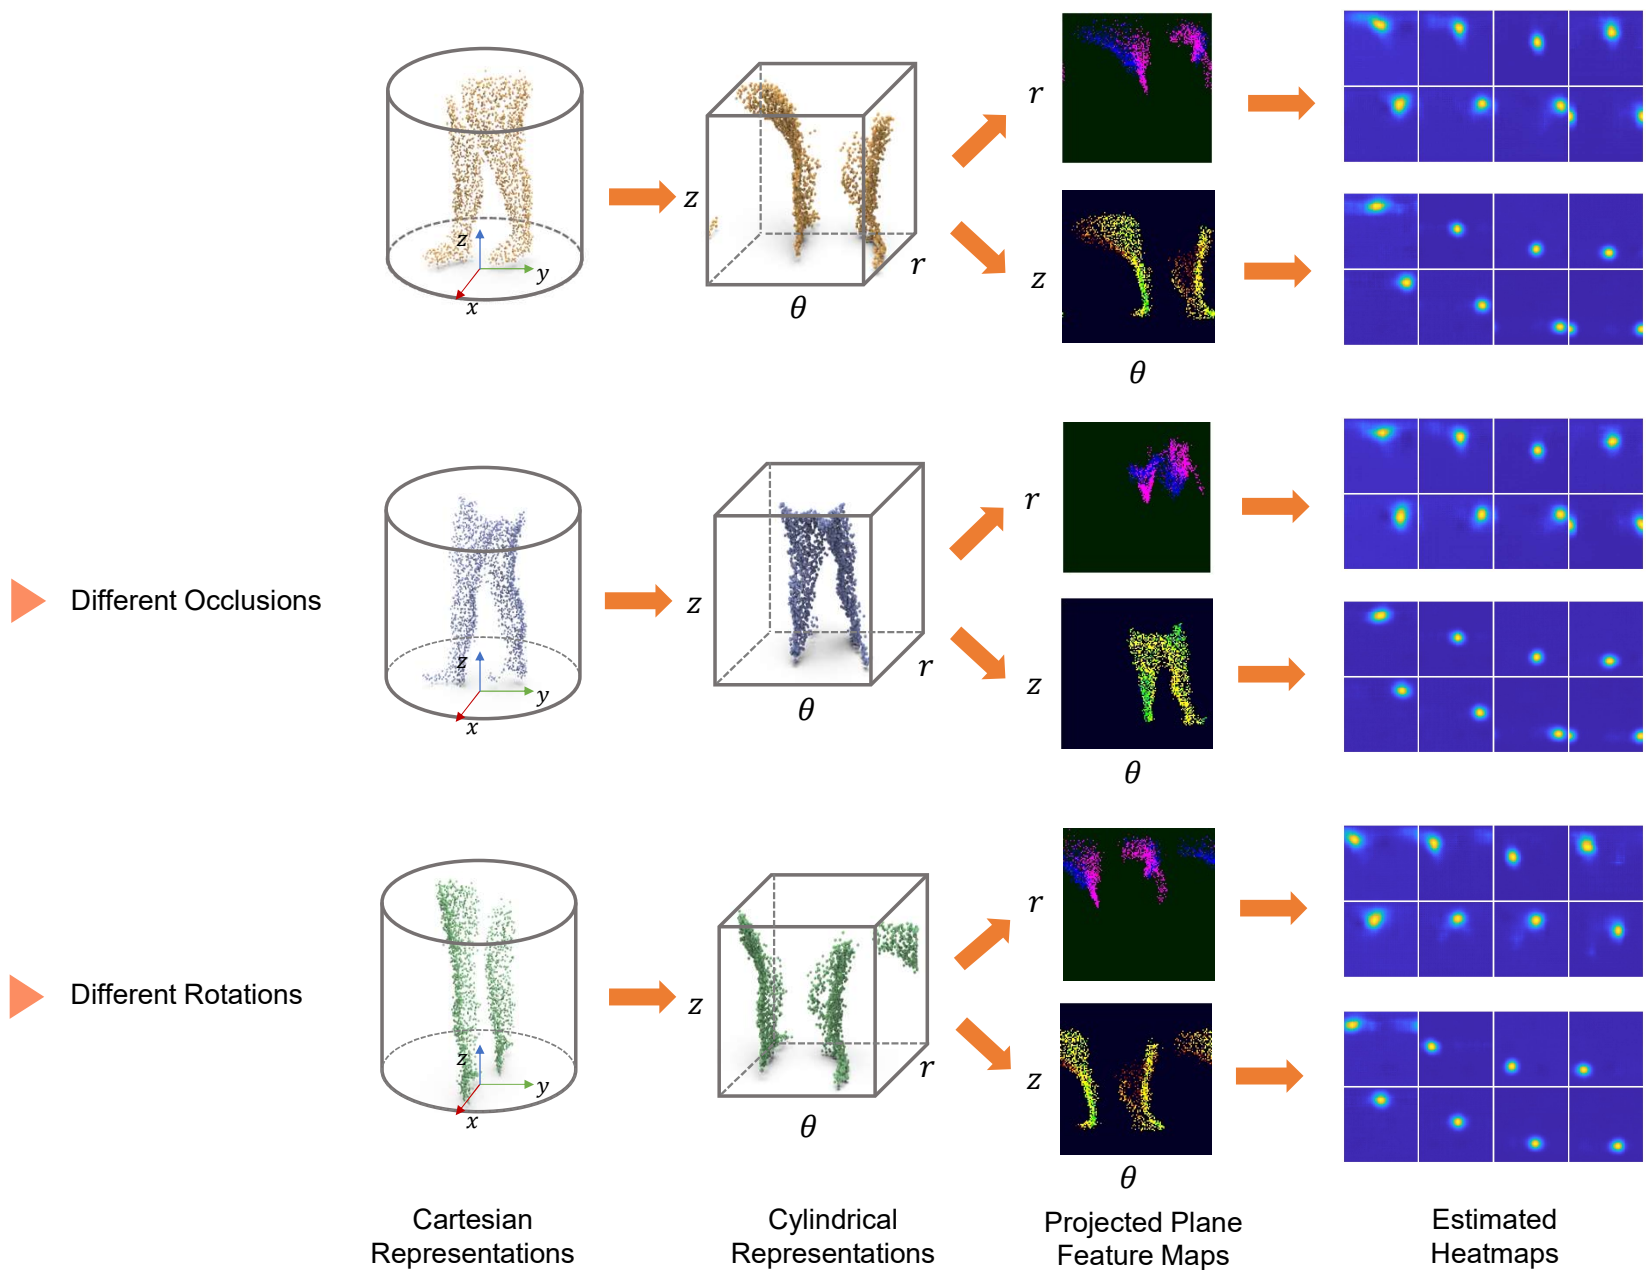 r
z
z
y
x
r
θ
z
θ
r
Different Occlusions
z
z
y
x
r
θ
z
θ
r
Different Rotations
z
z
y
x
r
θ
z
θ
Cartesian
Representations
Cylindrical
Representations
Projected Plane
Feature Maps
Estimated
Heatmaps